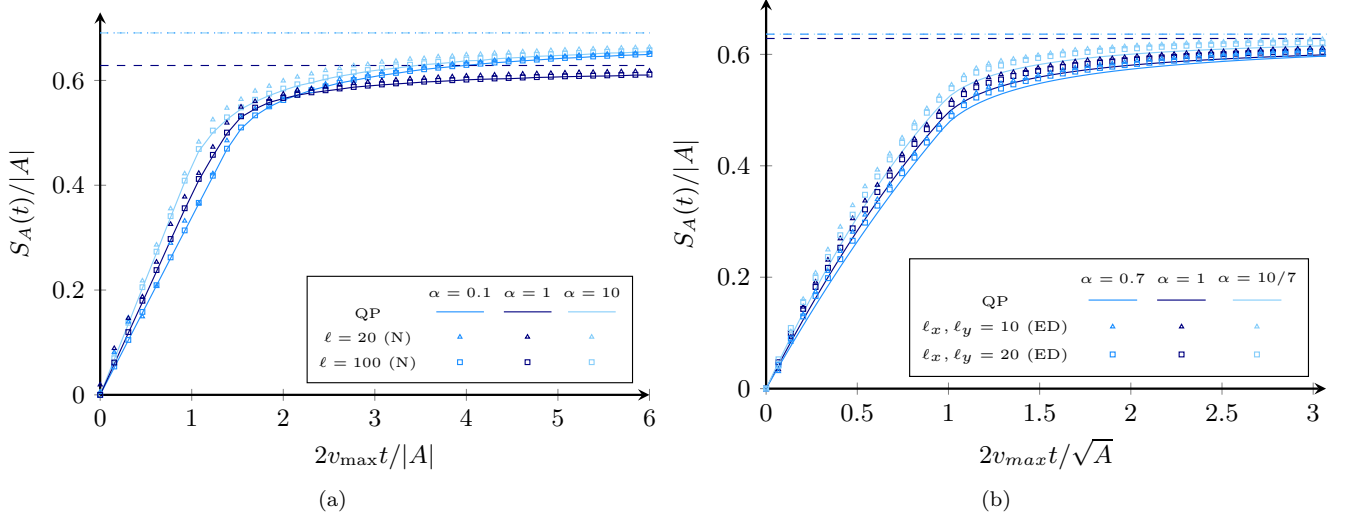 S_A(t)/|A|
0.6
0.4
0.2
0
0 1 2 3 4 5 6
2v_max t/|A|
α = 0.1 α = 1 α = 10
QP
ℓ = 20 (N)
ℓ = 100 (N)
(a)
S_A(t)/|A|
0.6
0.4
0.2
0
0 0.5 1 1.5 2 2.5 3
2v_max t/√A
α = 0.7 α = 1 α = 10/7
QP
ℓ_x, ℓ_y = 10 (ED)
ℓ_x, ℓ_y = 20 (ED)
(b)